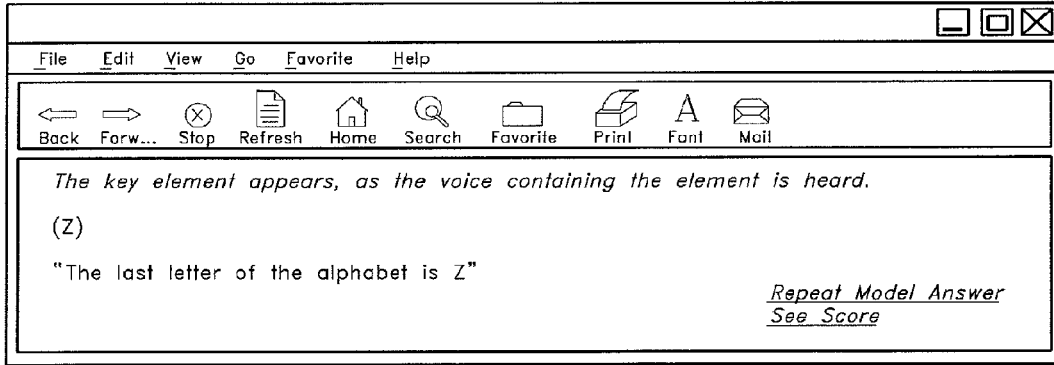 File Edit View Go Favorite Help
Back Forw... Stop Refresh Home Search Favorite Print Font Mail
The key element appears, as the voice containing the element is heard.
(Z)
"The last letter of the alphabet is Z"
Repeat Model Answer
See Score